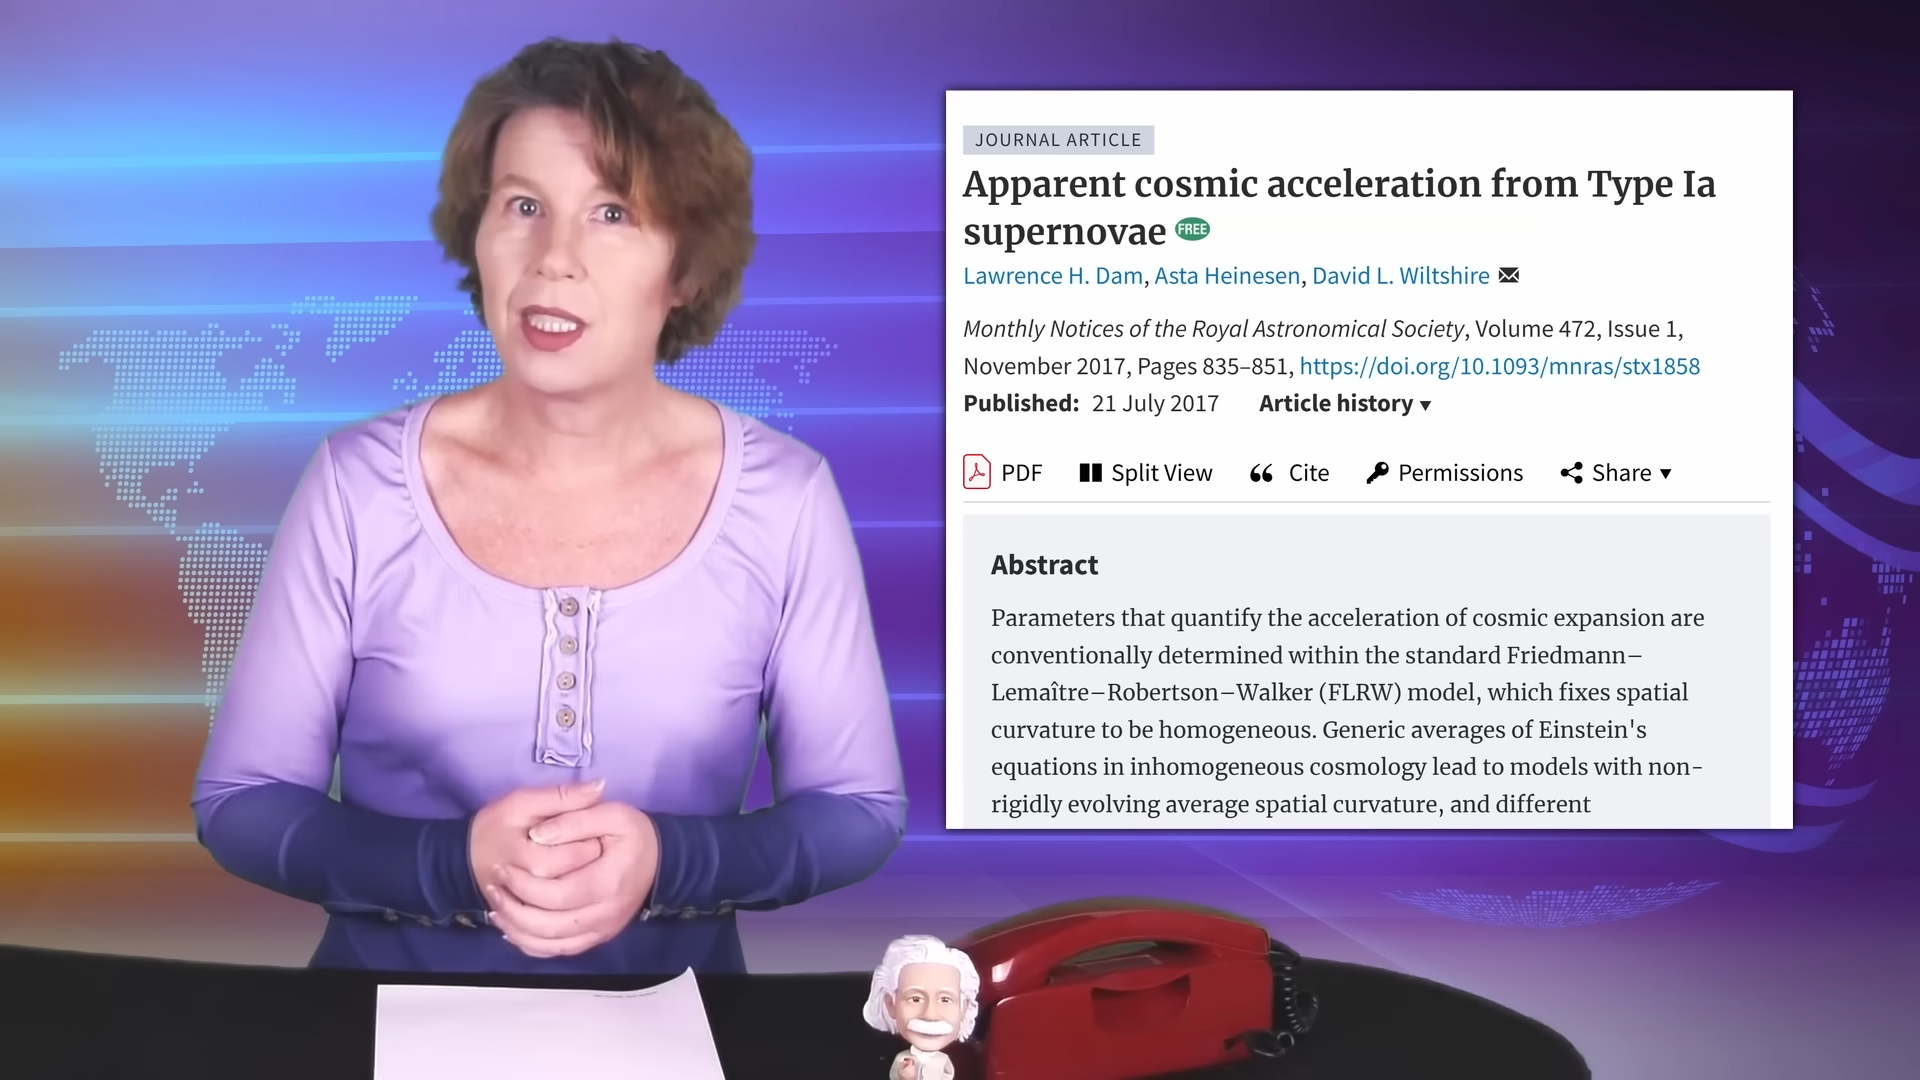 JOURNAL ARTICLE
Apparent cosmic acceleration from Type Ia
supernovae FREE
Lawrence H. Dam, Asta Heinesen, David L. Wiltshire
Monthly Notices of the Royal Astronomical Society, Volume 472, Issue 1,
November 2017, Pages 835–851, https://doi.org/10.1093/mnras/stx1858
Published: 21 July 2017 Article history ▼
PDF Split View Cite Permissions Share ▼
Abstract
Parameters that quantify the acceleration of cosmic expansion are
conventionally determined within the standard Friedmann–
Lemaître–Robertson–Walker (FLRW) model, which fixes spatial
curvature to be homogeneous. Generic averages of Einstein's
equations in inhomogeneous cosmology lead to models with non-
rigidly evolving average spatial curvature, and different